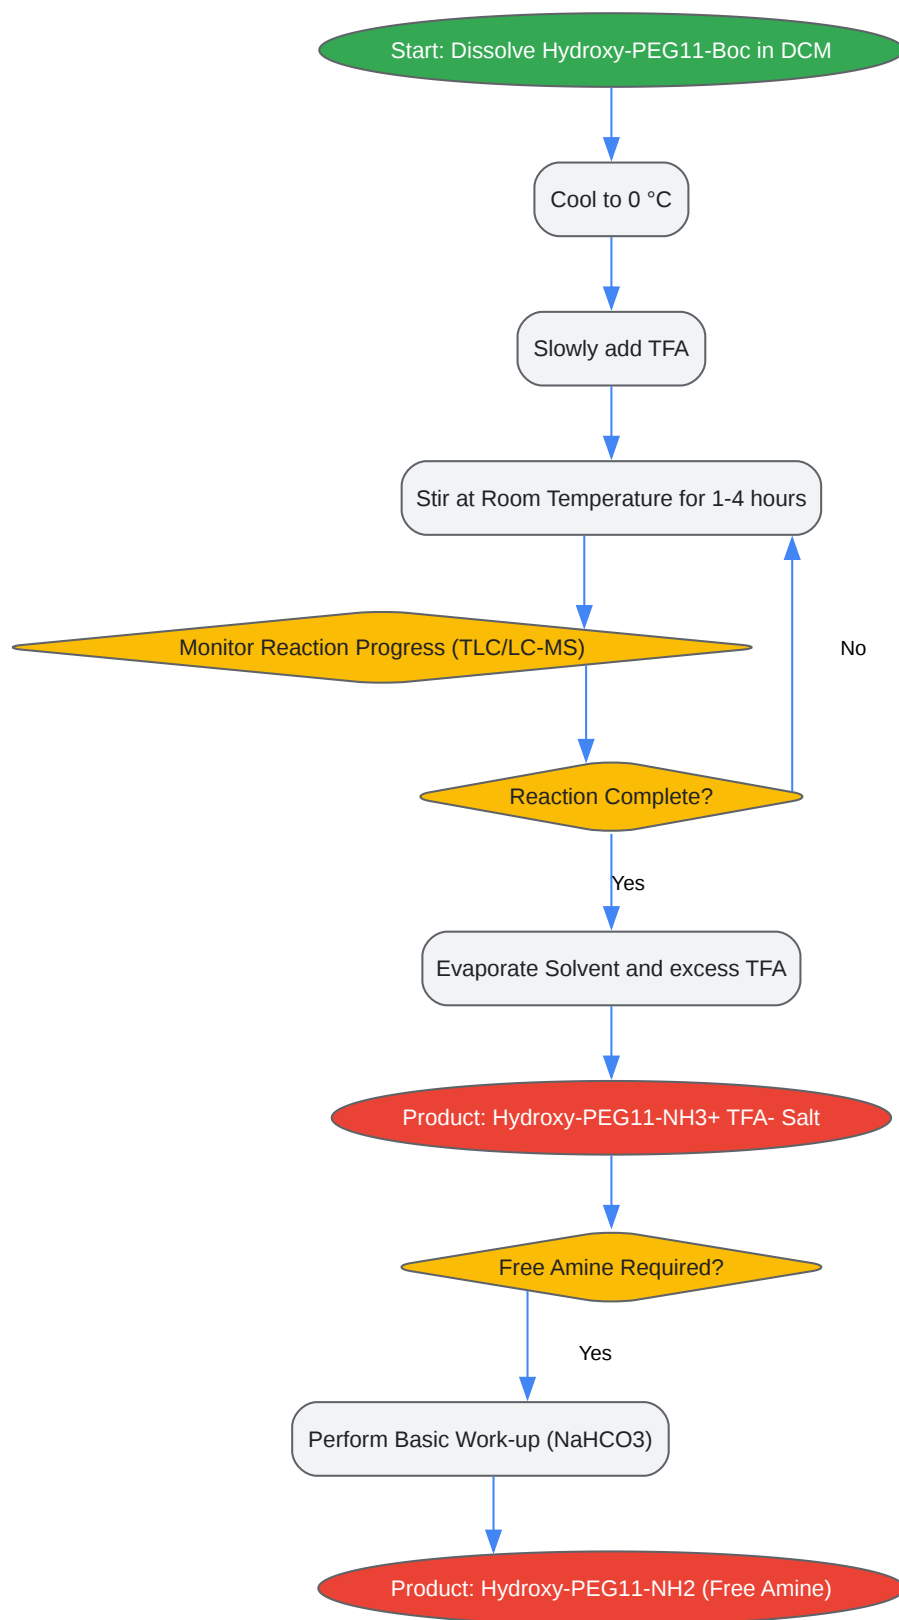 Start: Dissolve Hydroxy-PEG11-Boc in DCM
Cool to 0 °C
Slowly add TFA
Stir at Room Temperature for 1-4 hours
Monitor Reaction Progress (TLC/LC-MS)
No
Reaction Complete?
Yes
Evaporate Solvent and excess TFA
Product: Hydroxy-PEG11-NH3+ TFA- Salt
Free Amine Required?
Yes
Perform Basic Work-up (NaHCO3)
Product: Hydroxy-PEG11-NH2 (Free Amine)